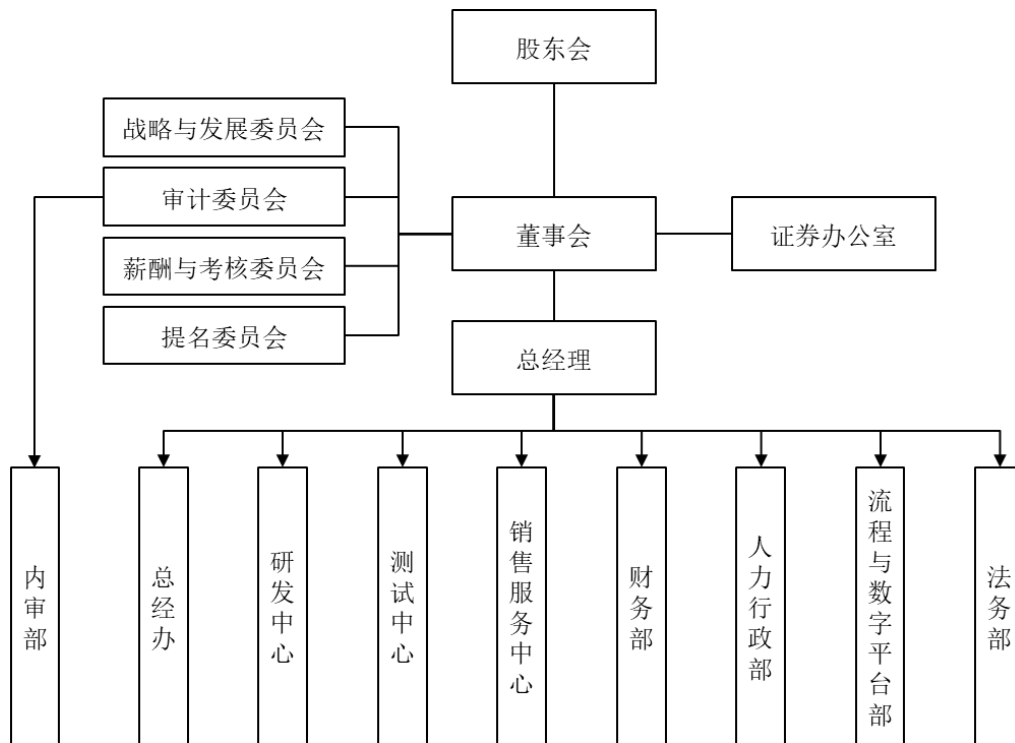 股东会
战略与发展委员会
审计委员会
董事会
证券办公室
薪酬与考核委员会
提名委员会
总经理
内审部
总经办
研发中心
测试中心
销售服务中心
财务部
人力行政部
流程与数字平台部
法务部